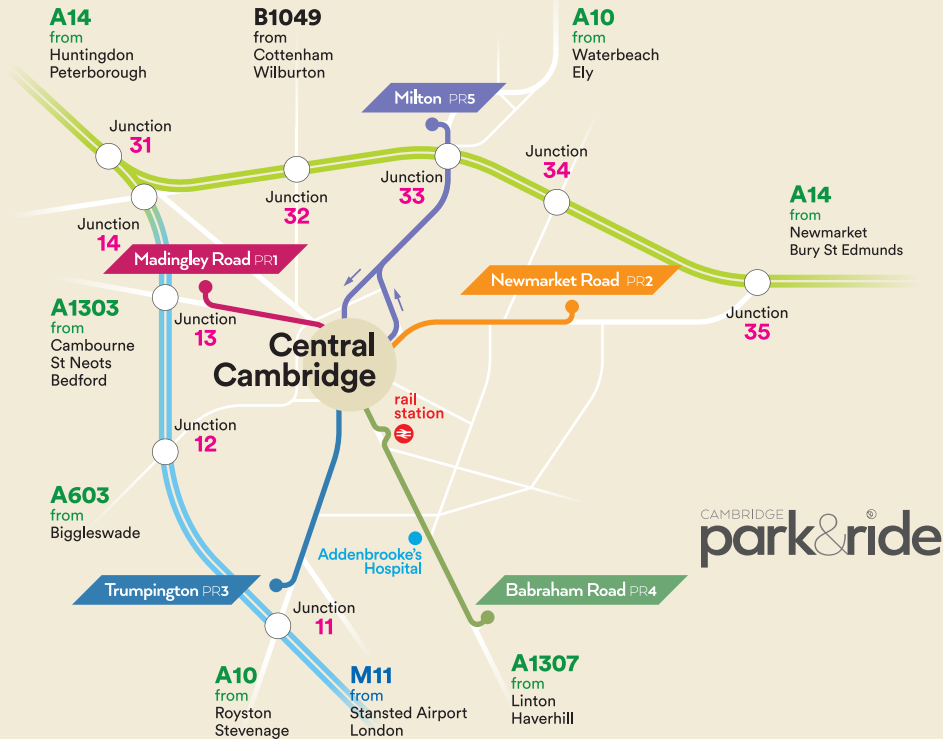 A14
from
Huntingdon
Peterborough
B1049
from
Cottenham
Wilburton
A10
from
Waterbeach
Ely
Milton PR5
Junction
31
Junction
32
Junction
33
Junction
34
A14
from
Newmarket
Bury St Edmunds
Junction
14
Madingley Road PR1
Newmarket Road PR2
Junction
35
A1303
from
Cambourne
St Neots
Bedford
Junction
13
Central
Cambridge
rail
station
Junction
12
A603
from
Biggleswade
CAMBRIDGE
park&ride
Addenbrooke's
Hospital
Trumpington PR3
Babraham Road PR4
Junction
11
A10
from
Royston
Stevenage
M11
from
Stansted Airport
London
A1307
from
Linton
Haverhill